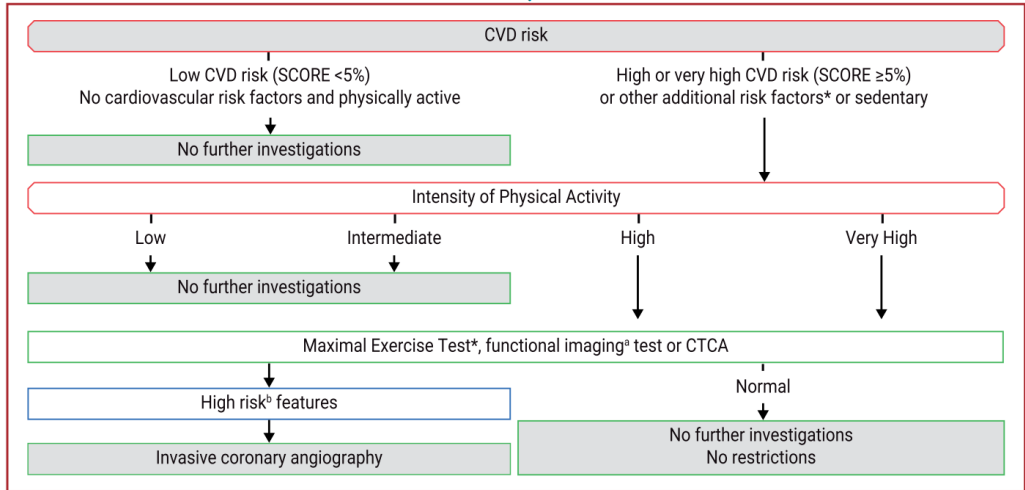 CVD risk
Low CVD risk (SCORE <5%)
No cardiovascular risk factors and physically active
High or very high CVD risk (SCORE ≥5%)
or other additional risk factors* or sedentary
No further investigations
Intensity of Physical Activity
Low
Intermediate
High
Very High
No further investigations
Maximal Exercise Test*, functional imagingᵃ test or CTCA
High riskᵇ features
Normal
Invasive coronary angiography
No further investigations
No restrictions